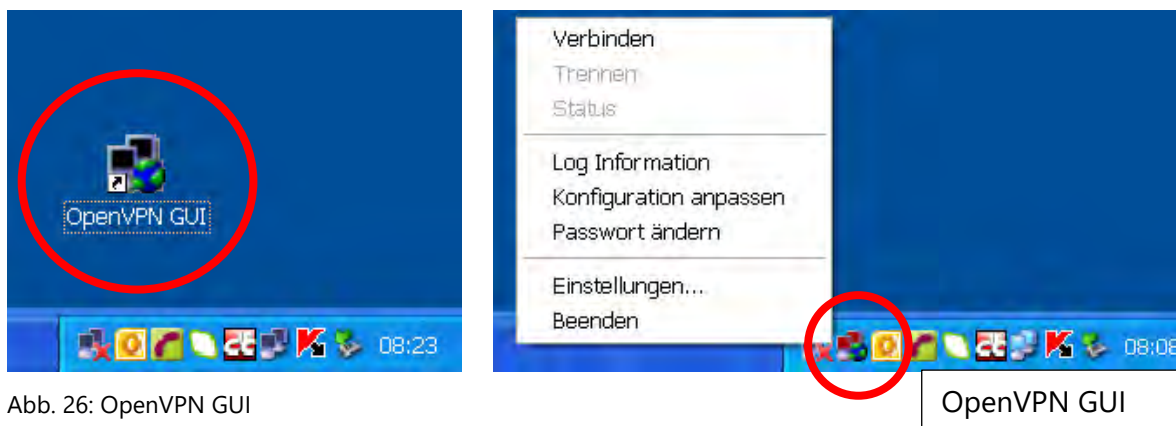 OpenVPN GUI
08:23
Verbinden
Trennen
Status
Log Information
Konfiguration anpassen
Passwort ändern
Einstellungen...
Beenden
08:08
Abb. 26: OpenVPN GUI
OpenVPN GUI